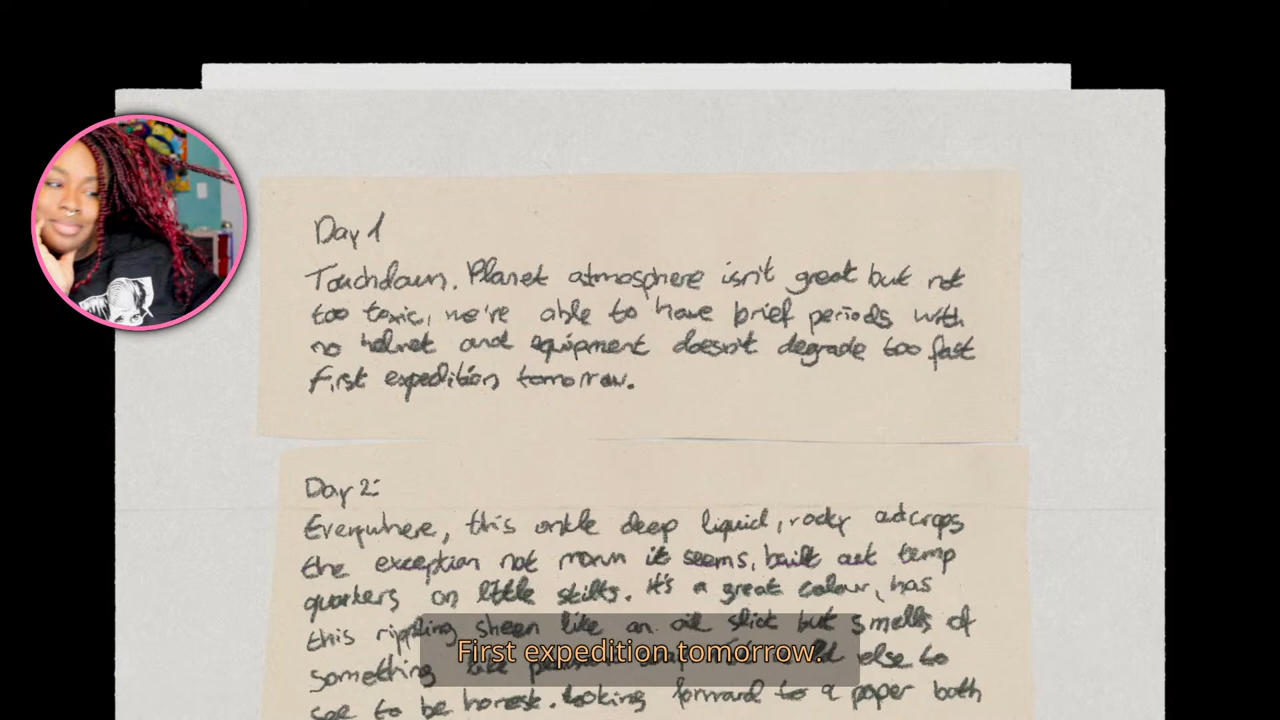 Day 1
Touchdown. Planet atmosphere isn't great but not
too toxic, we're able to have brief periods with
no helmet and equipment doesn't degrade too fast
First expedition tomorrow.
Day 2:
Everywhere, this ankle deep liquid, rocky outcrops
the exception not norm it seems, built out temp
quarters on little stilts. It's a great colour, has
this rippling sheen like an oil slick but smells of
something like else to
First expedition tomorrow.
see to be honest. Looking forward to a paper both